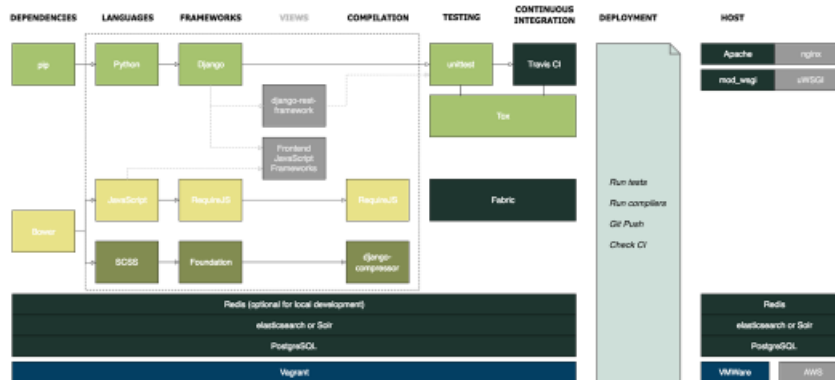 DEPENDENCIES LANGUAGES FRAMEWORKS VIEWS COMPILATION TESTING CONTINUOUS INTEGRATION DEPLOYMENT HOST
pip Python Django unittest Travis CI Apache nginx
mod_wsgi uWSGI
django-rest-
framework
Tox
Frontend
JavaScript
Frameworks
JavaScript RequireJS RequireJS Fabric
Run tests
Run compilers
Git Push
Check CI
Bower
SCSS Foundation django-
compressor
Redis (optional for local development) Redis
elasticsearch or Solr elasticsearch or Solr
PostgreSQL PostgreSQL
Vagrant VMWare AWS